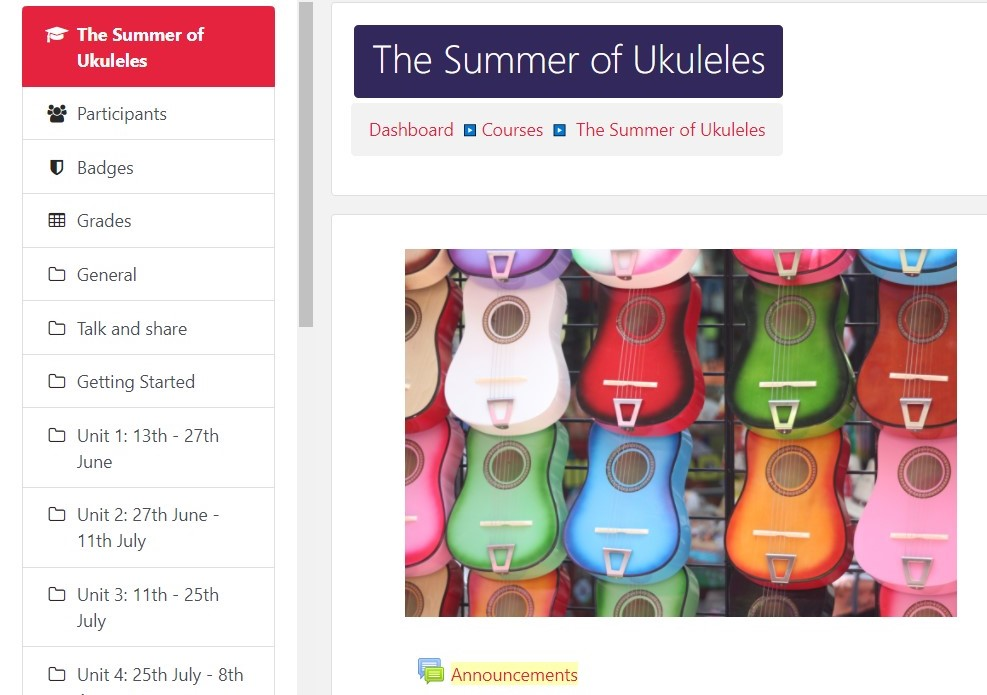 The Summer of
Ukuleles
Participants
Badges
Grades
General
Talk and share
Getting Started
Unit 1: 13th - 27th
June
Unit 2: 27th June -
11th July
Unit 3: 11th - 25th
July
Unit 4: 25th July - 8th
The Summer of Ukuleles
Dashboard Courses The Summer of Ukuleles
Announcements